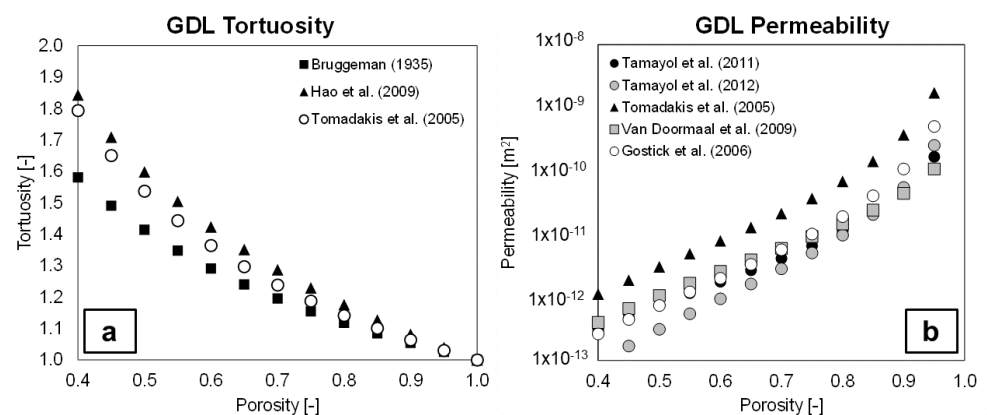 GDL Tortuosity
2.0
1.9
1.8
1.7
1.6
1.5
1.4
1.3
1.2
1.1
1.0
Tortuosity [-]
Bruggeman (1935)
Hao et al. (2009)
Tomadakis et al. (2005)
a
0.4 0.5 0.6 0.7 0.8 0.9 1.0
Porosity [-]
GDL Permeability
1x10⁻⁸
1x10⁻⁹
1x10⁻¹⁰
1x10⁻¹¹
1x10⁻¹²
1x10⁻¹³
Permeability [m²]
Tamayol et al. (2011)
Tamayol et al. (2012)
Tomadakis et al. (2005)
Van Doormaal et al. (2009)
Gostick et al. (2006)
b
0.4 0.5 0.6 0.7 0.8 0.9 1.0
Porosity [-]